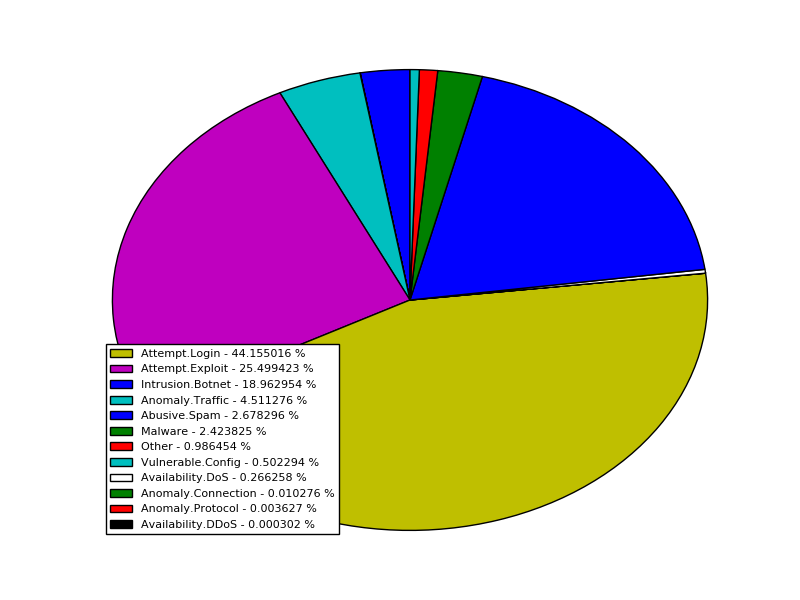 Attempt.Login - 44.155016 %
Attempt.Exploit - 25.499423 %
Intrusion.Botnet - 18.962954 %
Anomaly.Traffic - 4.511276 %
Abusive.Spam - 2.678296 %
Malware - 2.423825 %
Other - 0.986454 %
Vulnerable.Config - 0.502294 %
Availability.DoS - 0.266258 %
Anomaly.Connection - 0.010276 %
Anomaly.Protocol - 0.003627 %
Availability.DDoS - 0.000302 %